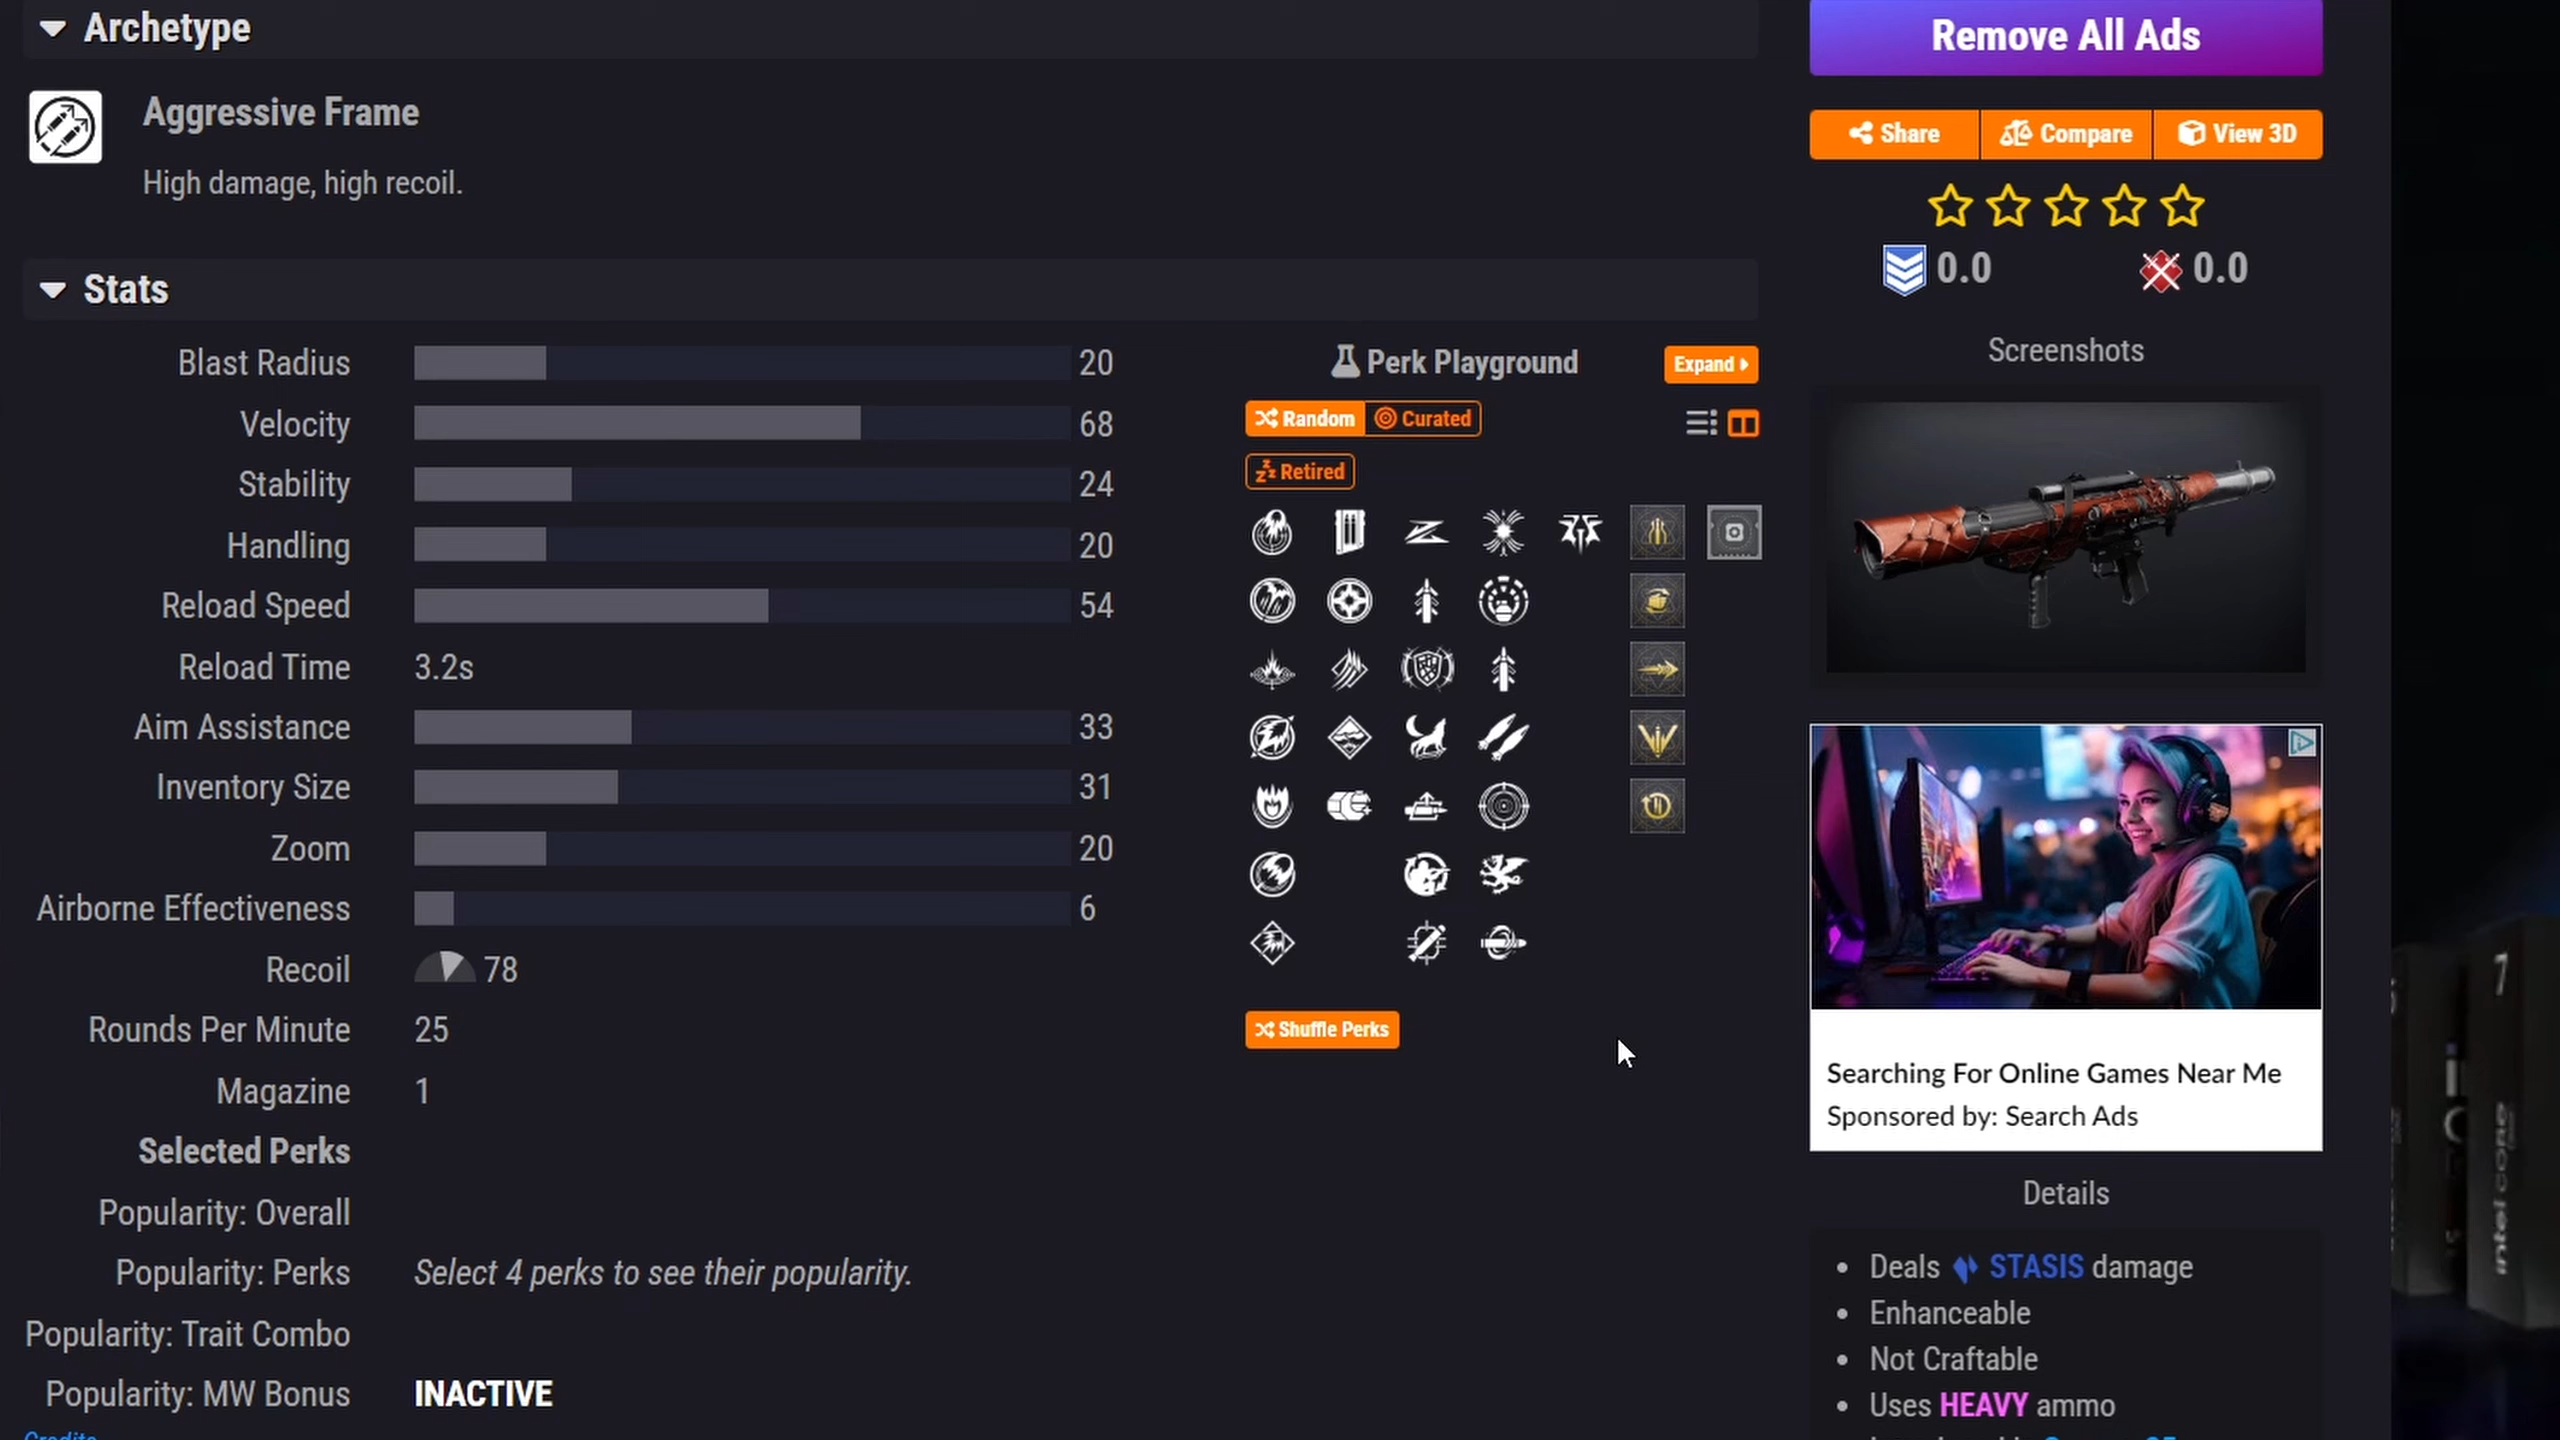 Archetype
Aggressive Frame
High damage, high recoil.
Stats
Blast Radius 20
Velocity 68
Stability 24
Handling 20
Reload Speed 54
Reload Time 3.2s
Aim Assistance 33
Inventory Size 31
Zoom 20
Airborne Effectiveness 6
Recoil 78
Rounds Per Minute 25
Magazine 1
Selected Perks
Popularity: Overall
Popularity: Perks Select 4 perks to see their popularity.
Popularity: Trait Combo
Popularity: MW Bonus INACTIVE
Credits
Perk Playground Expand
Random Curated
Retired
Shuffle Perks
Remove All Ads
Share Compare View 3D
0.0 0.0
Screenshots
Searching For Online Games Near Me
Sponsored by: Search Ads
Details
Deals STASIS damage
Enhanceable
Not Craftable
Uses HEAVY ammo
7
intel core